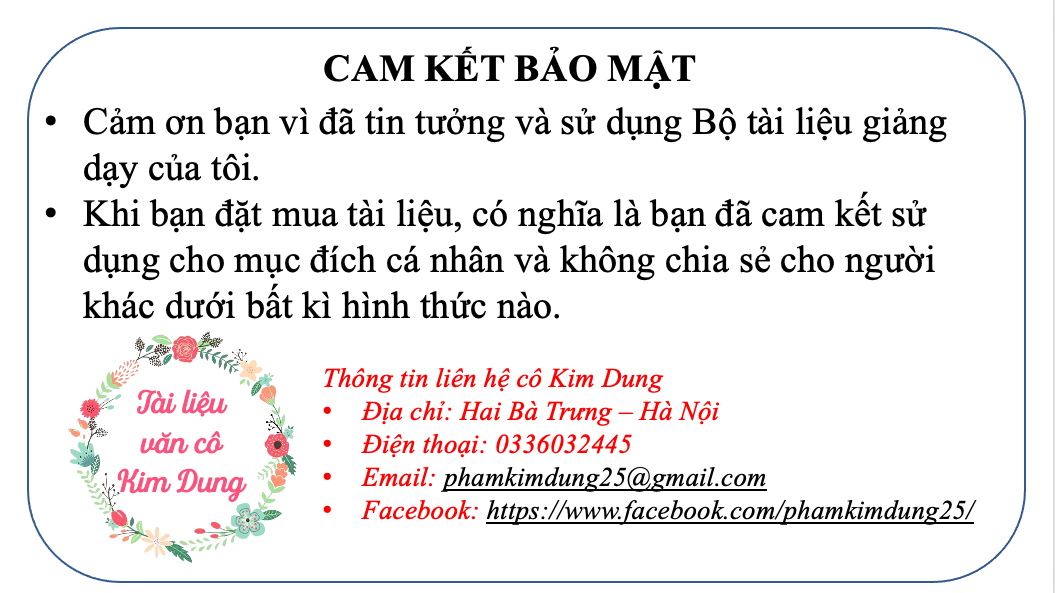 CAM KẾT BẢO MẬT
• Cảm ơn bạn vì đã tin tưởng và sử dụng Bộ tài liệu giảng
dạy của tôi.
• Khi bạn đặt mua tài liệu, có nghĩa là bạn đã cam kết sử
dụng cho mục đích cá nhân và không chia sẻ cho người
khác dưới bất kì hình thức nào.
Tài liệu
văn cô
Kim Dung
Thông tin liên hệ cô Kim Dung
• Địa chỉ: Hai Bà Trưng – Hà Nội
• Điện thoại: 0336032445
• Email: phamkimdung25@gmail.com
• Facebook: https://www.facebook.com/phamkimdung25/